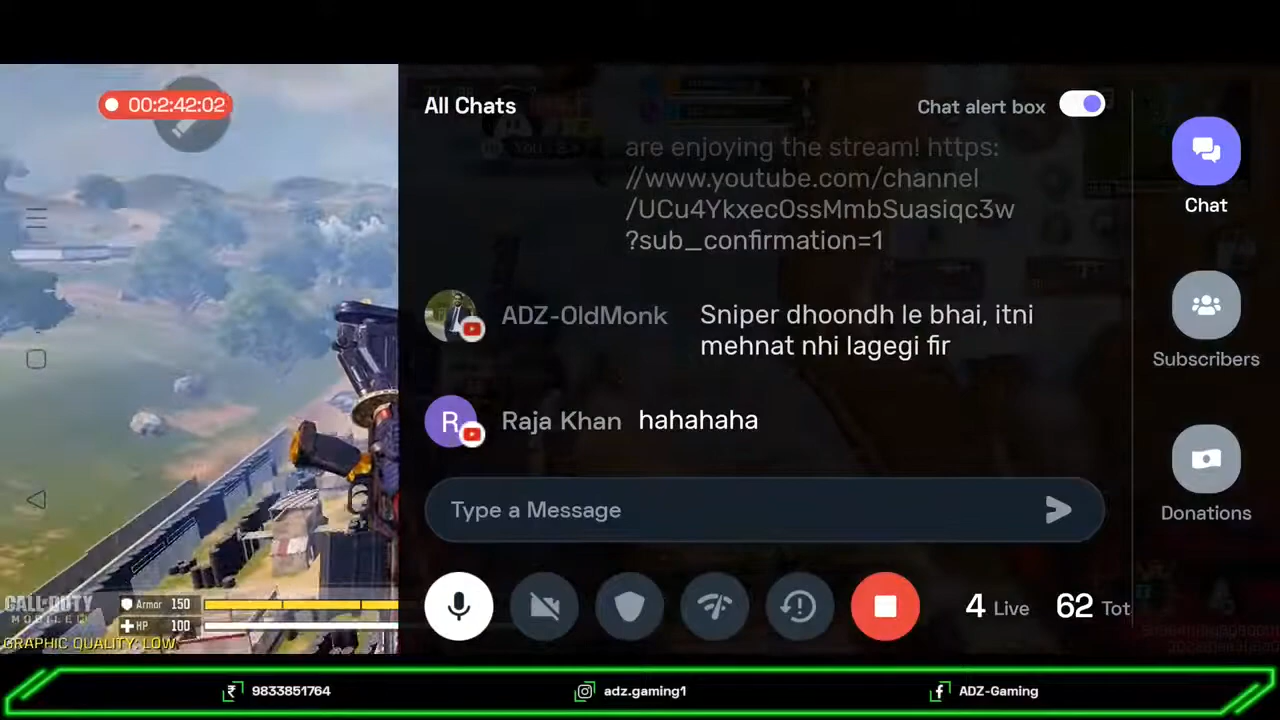 00:2:42:02
All Chats
Chat alert box
are enjoying the stream! https:
//www.youtube.com/channel
/UCu4YkxecOssMmbSuasiqc3w
?sub_confirmation=1
Chat
ADZ-OldMonk Sniper dhoondh le bhai, itni
mehnat nhi lagegi fir
Subscribers
R Raja Khan hahahaha
Type a Message
Donations
4 Live 62 Tot
CALL OF DUTY
MOBILE
Armor 150
HP 100
GRAPHIC QUALITY: LOW
₹ 9833851764
adz.gaming1
f ADZ-Gaming